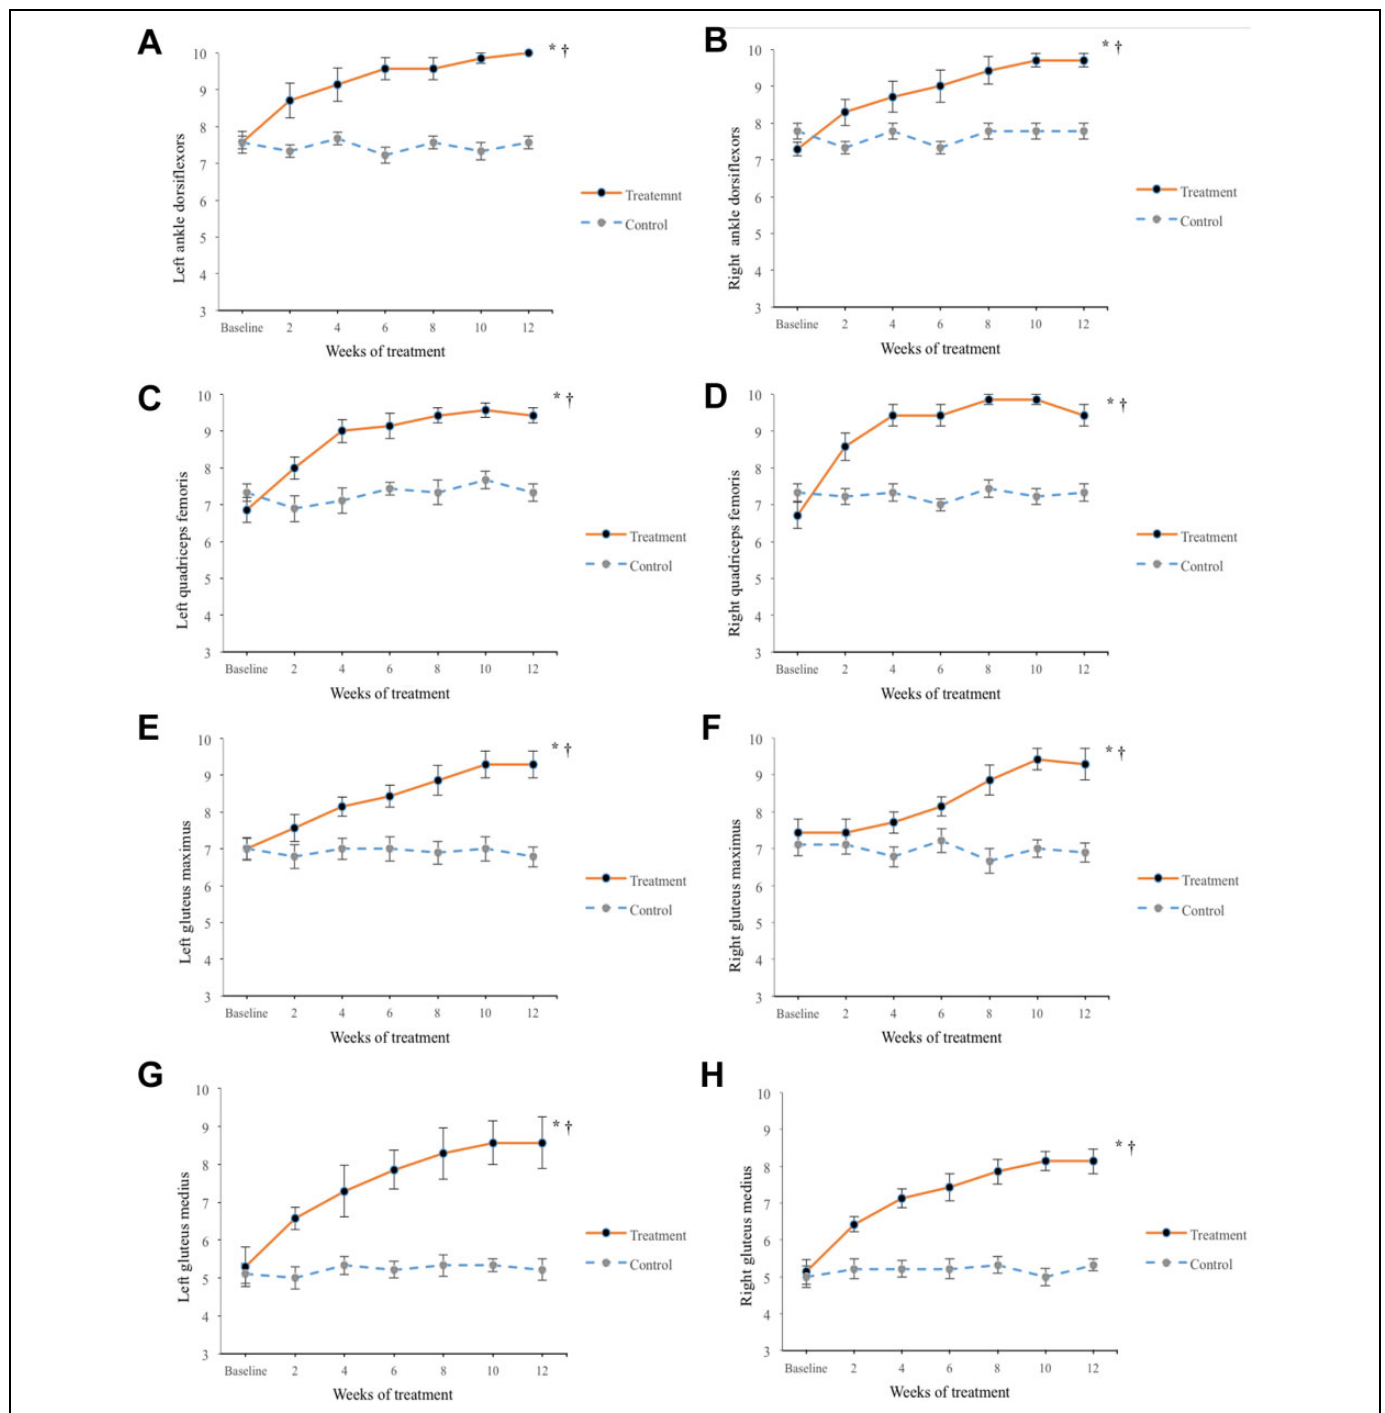 A
10
9
8
7
6
5
4
3
Left ankle dorsiflexors
* †
Treatemnt
Control
Baseline 2 4 6 8 10 12
Weeks of treatment
B
10
9
8
7
6
5
4
3
Right ankle dorsiflexors
* †
Treatment
Control
Baseline 2 4 6 8 10 12
Weeks of treatment
C
10
9
8
7
6
5
4
3
Left quadriceps femoris
* †
Treatment
Control
Baseline 2 4 6 8 10 12
Weeks of treatment
D
10
9
8
7
6
5
4
3
Right quadriceps femoris
* †
Treatment
Control
Baseline 2 4 6 8 10 12
Weeks of treatment
E
10
9
8
7
6
5
4
3
Left gluteus maximus
* †
Treatment
Control
Baseline 2 4 6 8 10 12
Weeks of treatment
F
10
9
8
7
6
5
4
3
Right gluteus maximus
* †
Treatment
Control
Baseline 2 4 6 8 10 12
Weeks of treatment
G
10
9
8
7
6
5
4
3
Left gluteus medius
* †
Treatment
Control
Baseline 2 4 6 8 10 12
Weeks of treatment
H
10
9
8
7
6
5
4
3
Right gluteus medius
* †
Treatment
Control
Baseline 2 4 6 8 10 12
Weeks of treatment